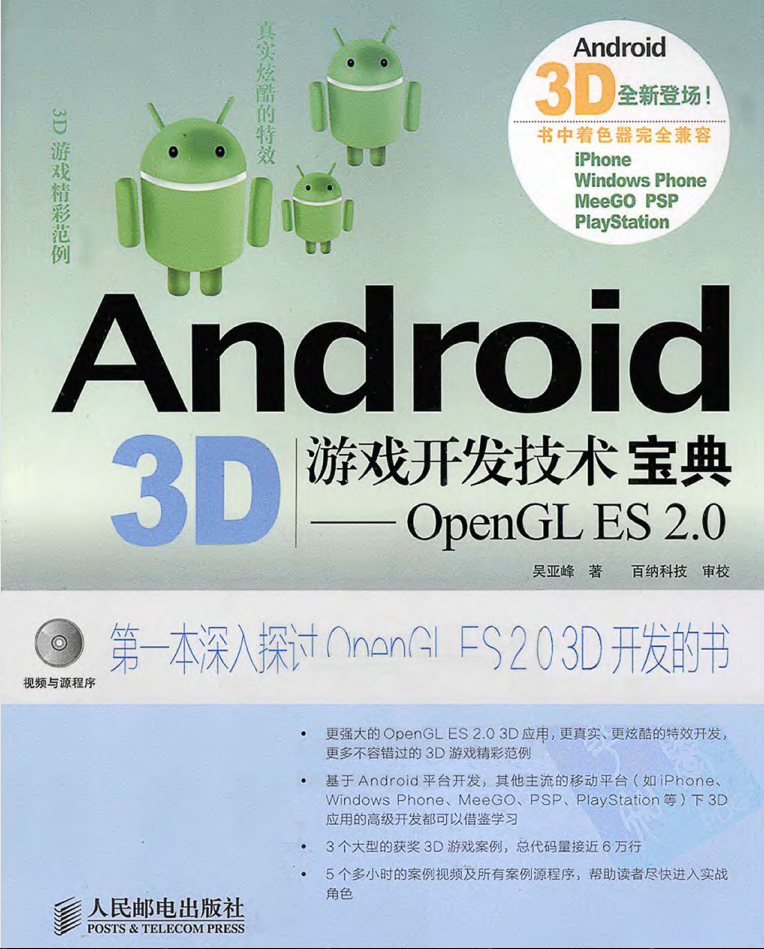 真实炫酷的特效
3D 游戏精彩范例
Android
3D全新登场！
书中着色器完全兼容
iPhone
Windows Phone
MeeGO PSP
PlayStation
Android
3D
游戏开发技术 宝典
——OpenGL ES 2.0
吴亚峰 著 百纳科技 审校
第一本深入探讨OpenGL ES 2.0 3D开发的书
视频与源程序
• 更强大的OpenGL ES 2.0 3D应用，更真实、更炫酷的特效开发，
更多不容错过的3D游戏精彩范例
• 基于Android平台开发，其他主流的移动平台（如iPhone、
Windows Phone、MeeGO、PSP、PlayStation等）下3D
应用的高级开发都可以借鉴学习
• 3个大型的获奖3D游戏案例，总代码量接近6万行
• 5个多小时的案例视频及所有案例源程序，帮助读者尽快进入实战
角色
人民邮电出版社
POSTS & TELECOM PRESS